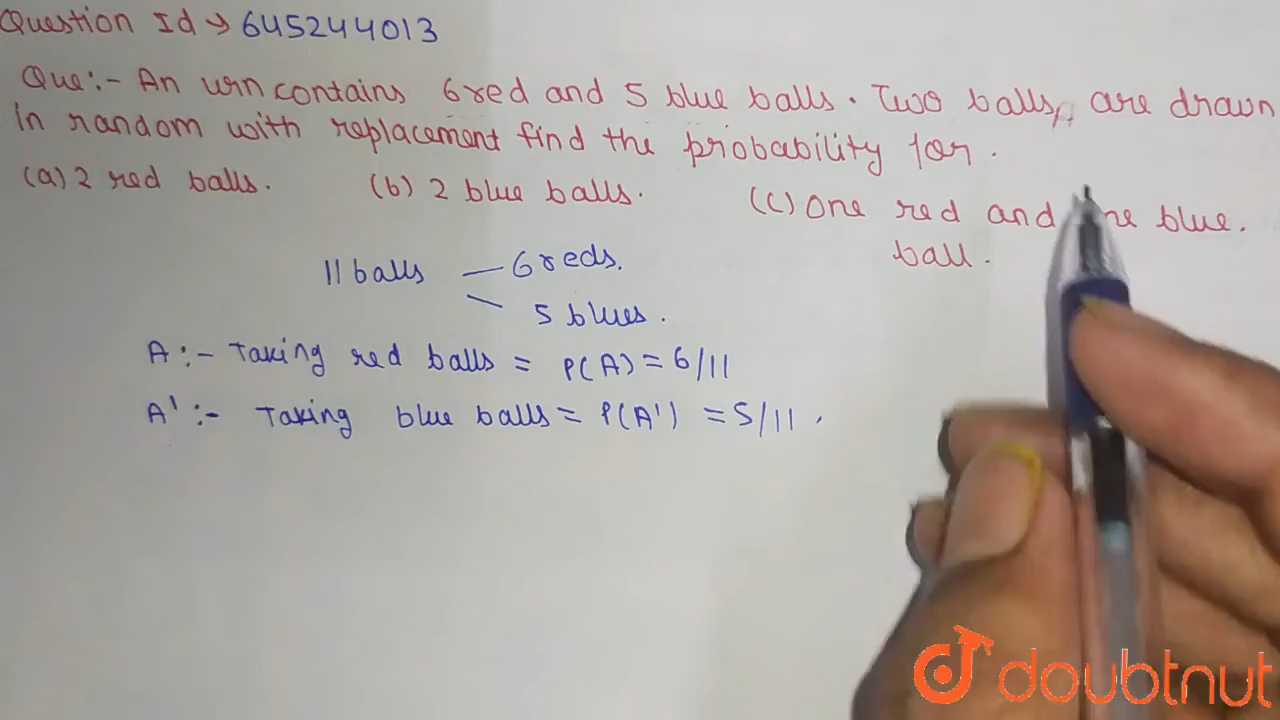 Question Id → 645244013
Que:- An urn contains 6 red and 5 blue balls. Two balls, are drawn
in random with replacement find the probability for.
(a) 2 red balls. (b) 2 blue balls. (c) One red and blue.
ball.
11 balls — 6 reds.
5 blues.
A :- Taking red balls = P(A) = 6/11
A' :- Taking blue balls = P(A') = 5/11.
doubtnut